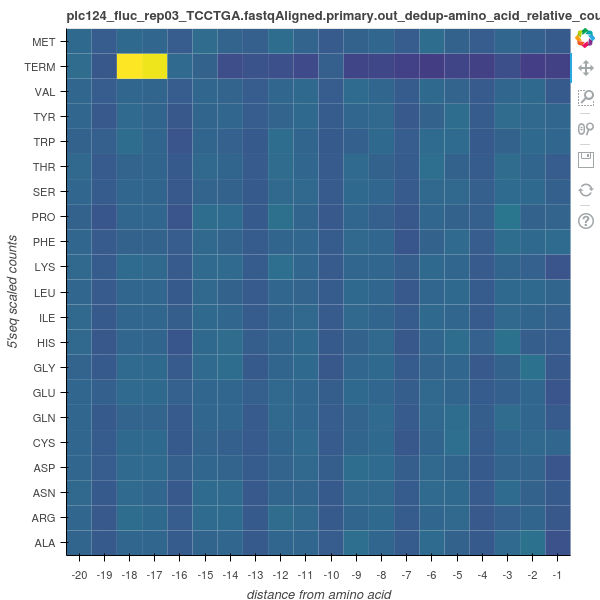 plc124_fluc_rep03_TCCTGA.fastqAligned.primary.out_dedup-amino_acid_relative_cou
MET
TERM
VAL
TYR
TRP
THR
SER
PRO
PHE
LYS
LEU
ILE
HIS
GLY
GLU
GLN
CYS
ASP
ASN
ARG
ALA
5'seq scaled counts
-20 -19 -18 -17 -16 -15 -14 -13 -12 -11 -10 -9 -8 -7 -6 -5 -4 -3 -2 -1
distance from amino acid